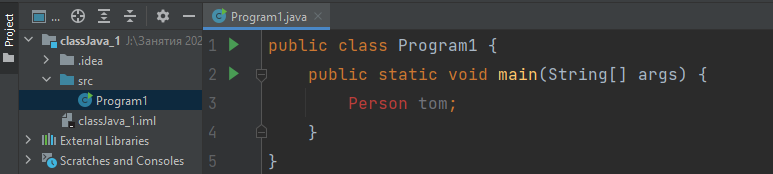 Project
... Program1.java
classJava_1 J:\Занятия 202
.idea
src
Program1
classJava_1.iml
External Libraries
Scratches and Consoles
1 public class Program1 {
2 public static void main(String[] args) {
3 Person tom;
4 }
5 }